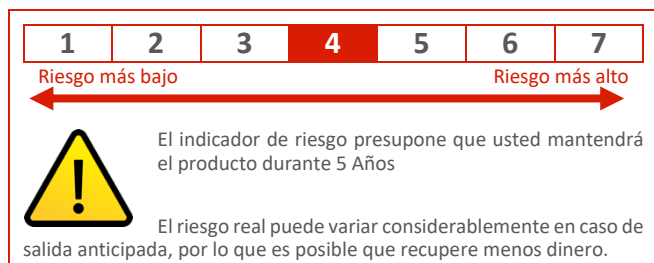 1 2 3 4 5 6 7
Riesgo más bajo Riesgo más alto
El indicador de riesgo presupone que usted mantendrá
el producto durante 5 Años
El riesgo real puede variar considerablemente en caso de
salida anticipada, por lo que es posible que recupere menos dinero.